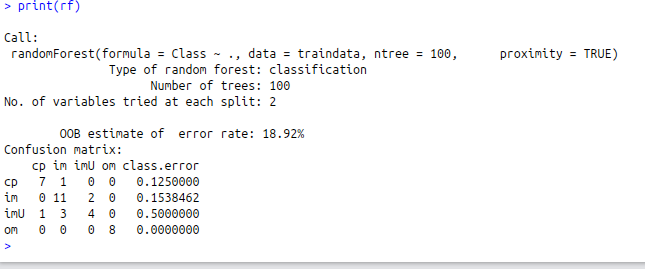 > print(rf)
Call:
randomForest(formula = Class ~ ., data = traindata, ntree = 100,      proximity = TRUE)
Type of random forest: classification
Number of trees: 100
No. of variables tried at each split: 2
OOB estimate of  error rate: 18.92%
Confusion matrix:
cp im imU om class.error
cp 7 1 0 0 0.1250000
im 0 11 2 0 0.1538462
imU 1 3 4 0 0.5000000
om 0 0 0 8 0.0000000
>